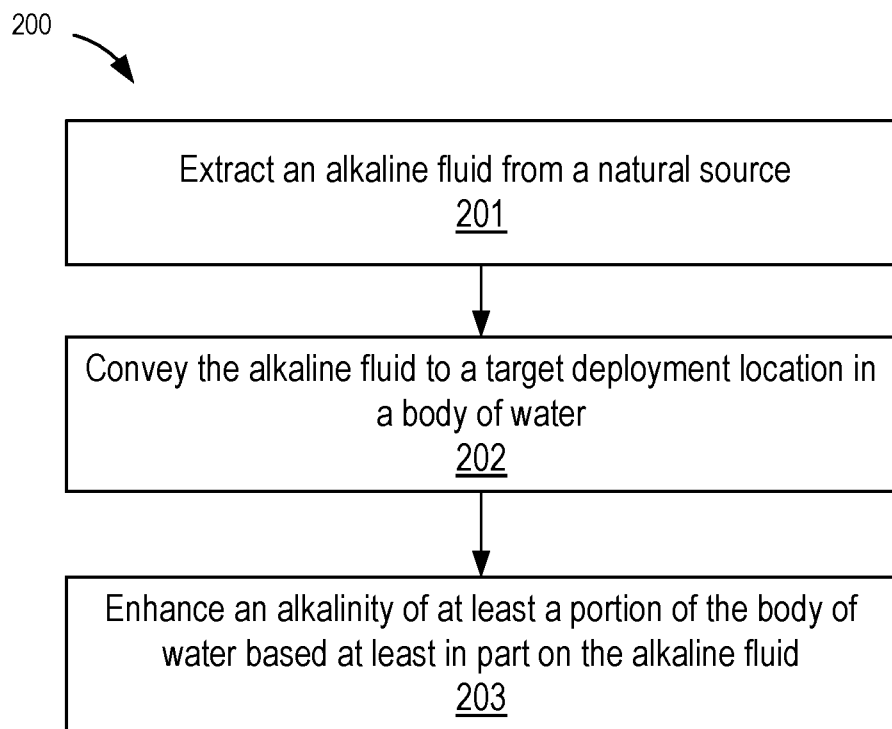 200
Extract an alkaline fluid from a natural source
201
Convey the alkaline fluid to a target deployment location in
a body of water
202
Enhance an alkalinity of at least a portion of the body of
water based at least in part on the alkaline fluid
203